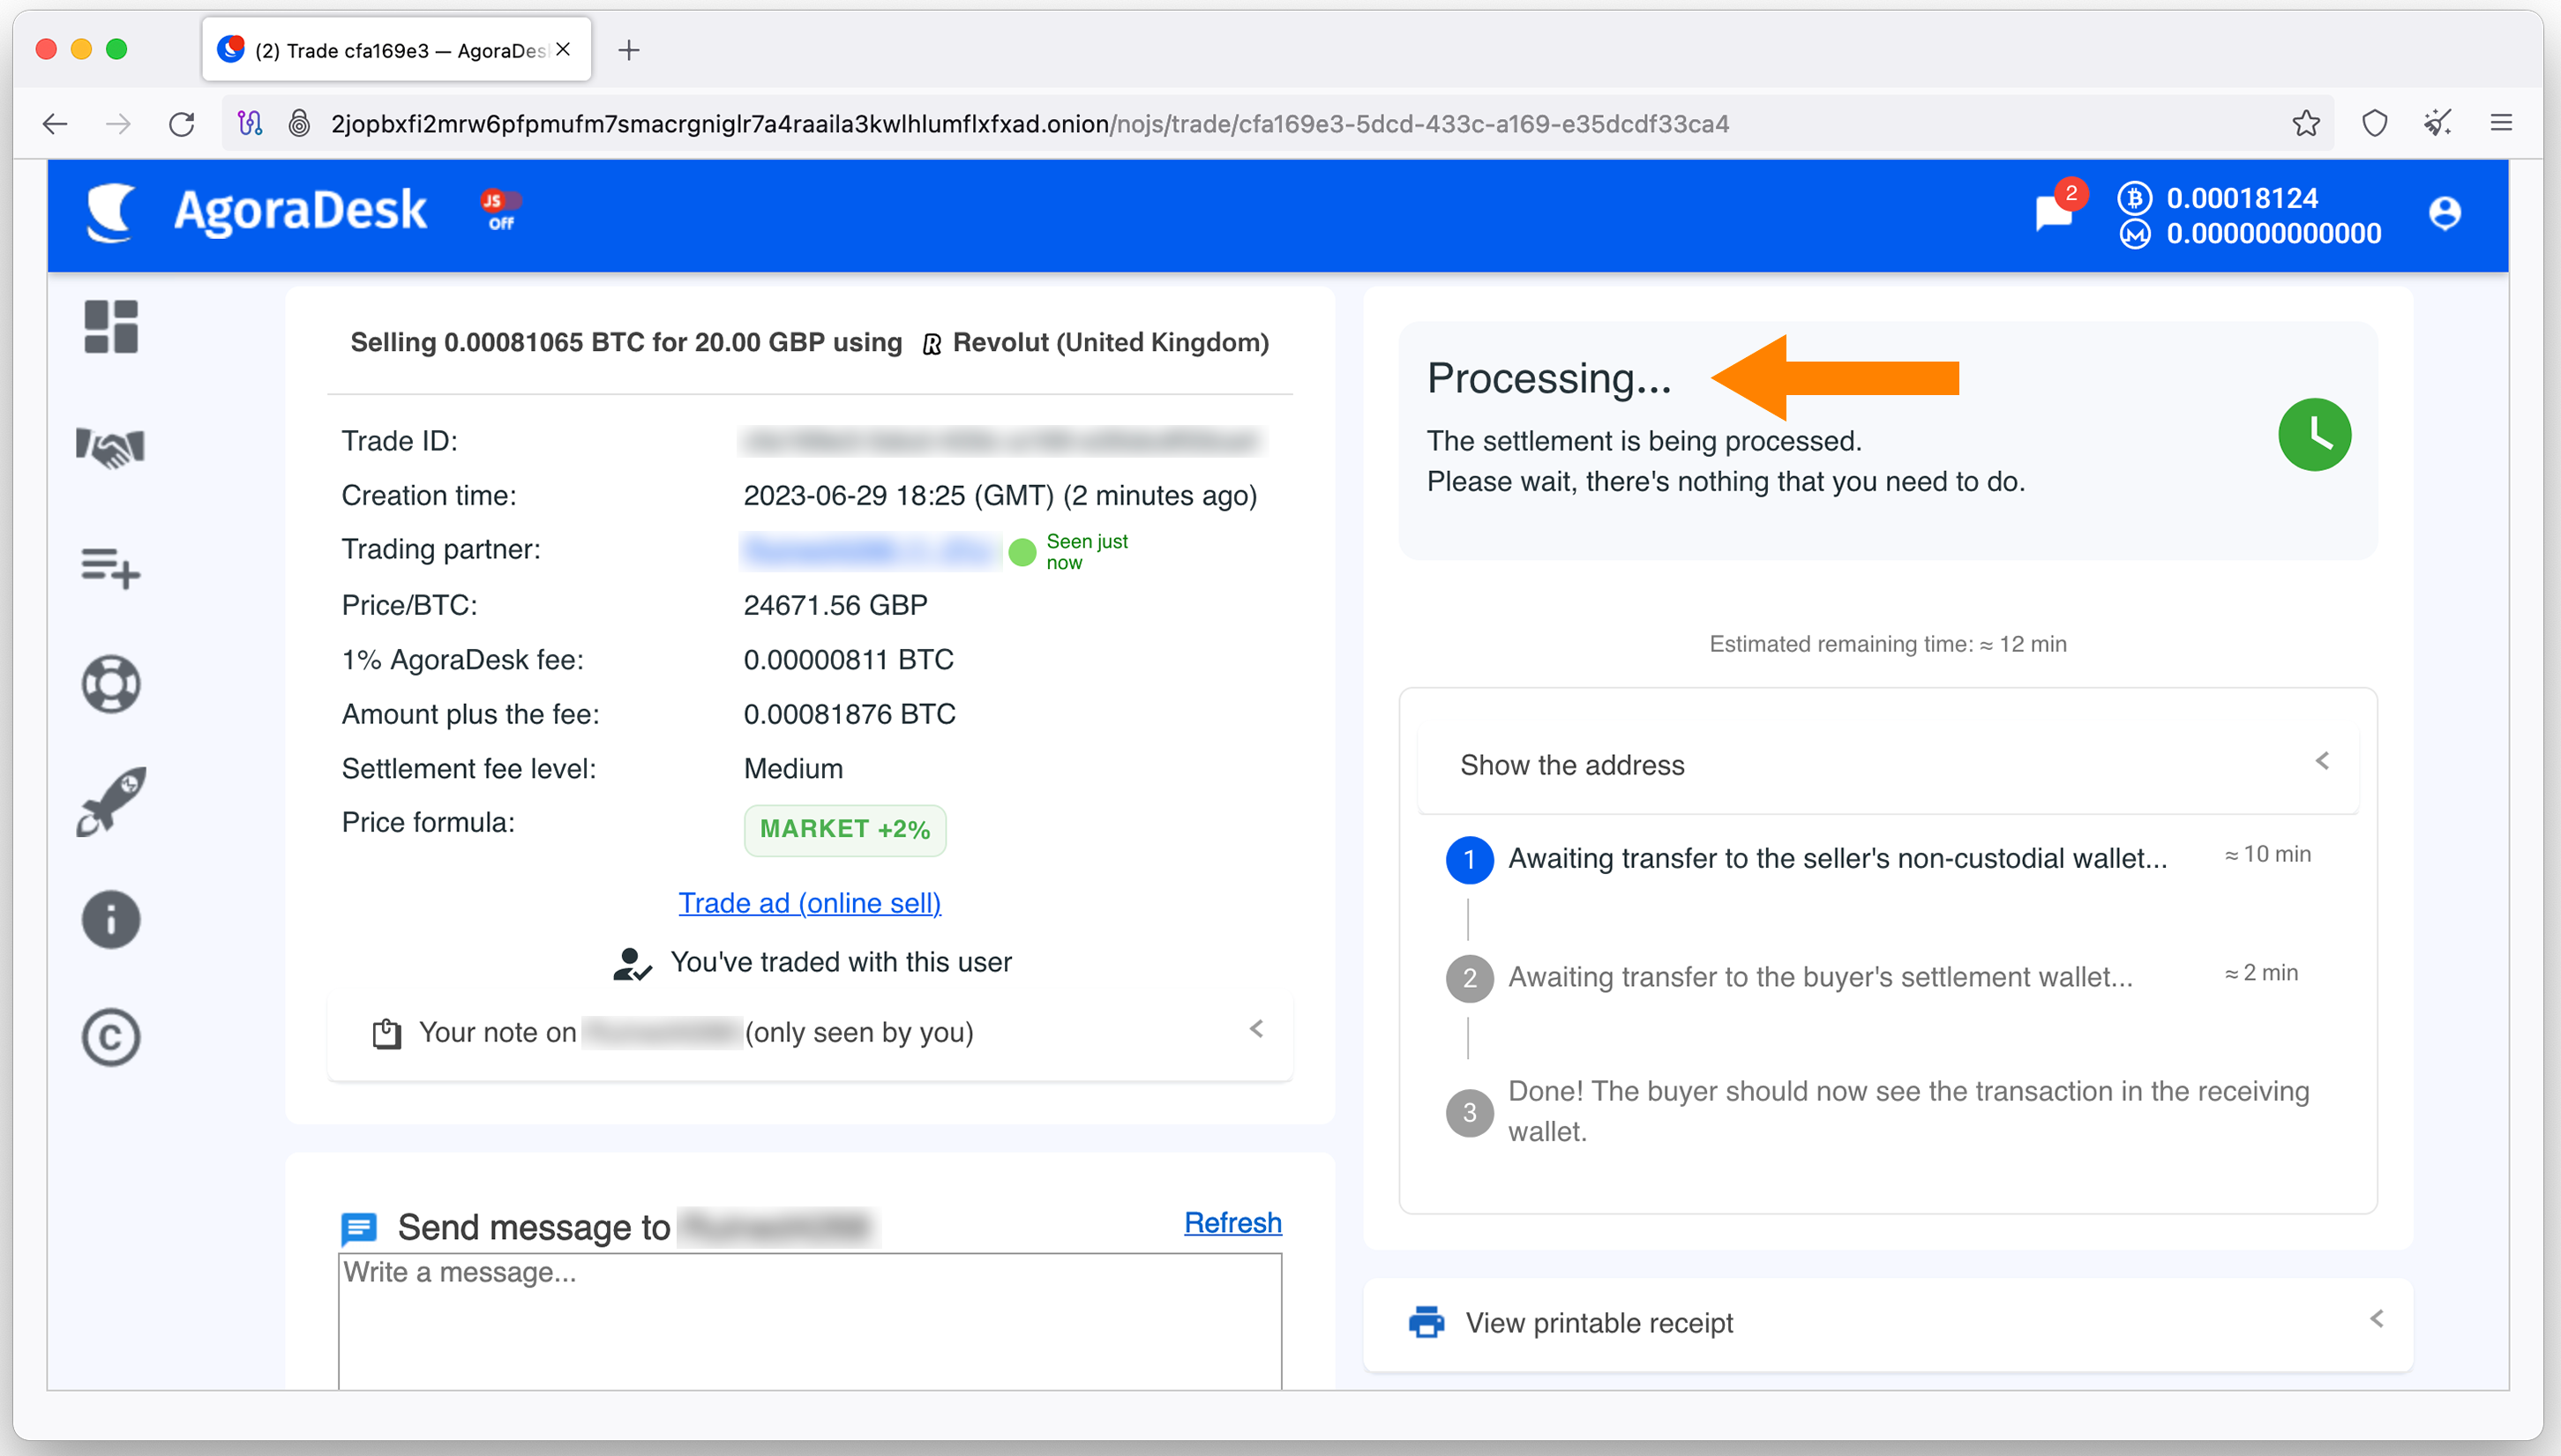 (2) Trade cfa169e3 — AgoraDes
2jopbxfi2mrw6pfpmufm7smacrgniglr7a4raaila3kwlhlumflxfxad.onion/nojs/trade/cfa169e3-5dcd-433c-a169-e35dcdf33ca4
AgoraDesk
JS
Off
2
0.00018124
0.000000000000
Selling 0.00081065 BTC for 20.00 GBP using R Revolut (United Kingdom)
Trade ID:
Creation time: 2023-06-29 18:25 (GMT) (2 minutes ago)
Trading partner: Seen just
now
Price/BTC: 24671.56 GBP
1% AgoraDesk fee: 0.00000811 BTC
Amount plus the fee: 0.00081876 BTC
Settlement fee level: Medium
Price formula: MARKET +2%
Trade ad (online sell)
You've traded with this user
Your note on (only seen by you)
Send message to
Refresh
Write a message...
Processing...
The settlement is being processed.
Please wait, there's nothing that you need to do.
Estimated remaining time: ≈ 12 min
Show the address
1 Awaiting transfer to the seller's non-custodial wallet... ≈ 10 min
2 Awaiting transfer to the buyer's settlement wallet... ≈ 2 min
3 Done! The buyer should now see the transaction in the receiving
wallet.
View printable receipt